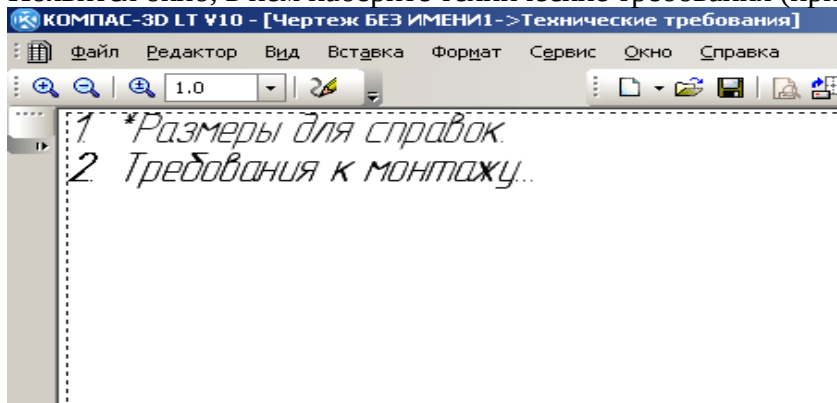 КОМПАС-3D LT V10 - [Чертеж БЕЗ ИМЕНИ1->Технические требования]
Файл Редактор Вид Вставка Формат Сервис Окно Справка
1.0
1. *Размеры для справок.
2. Требования к монтажу...